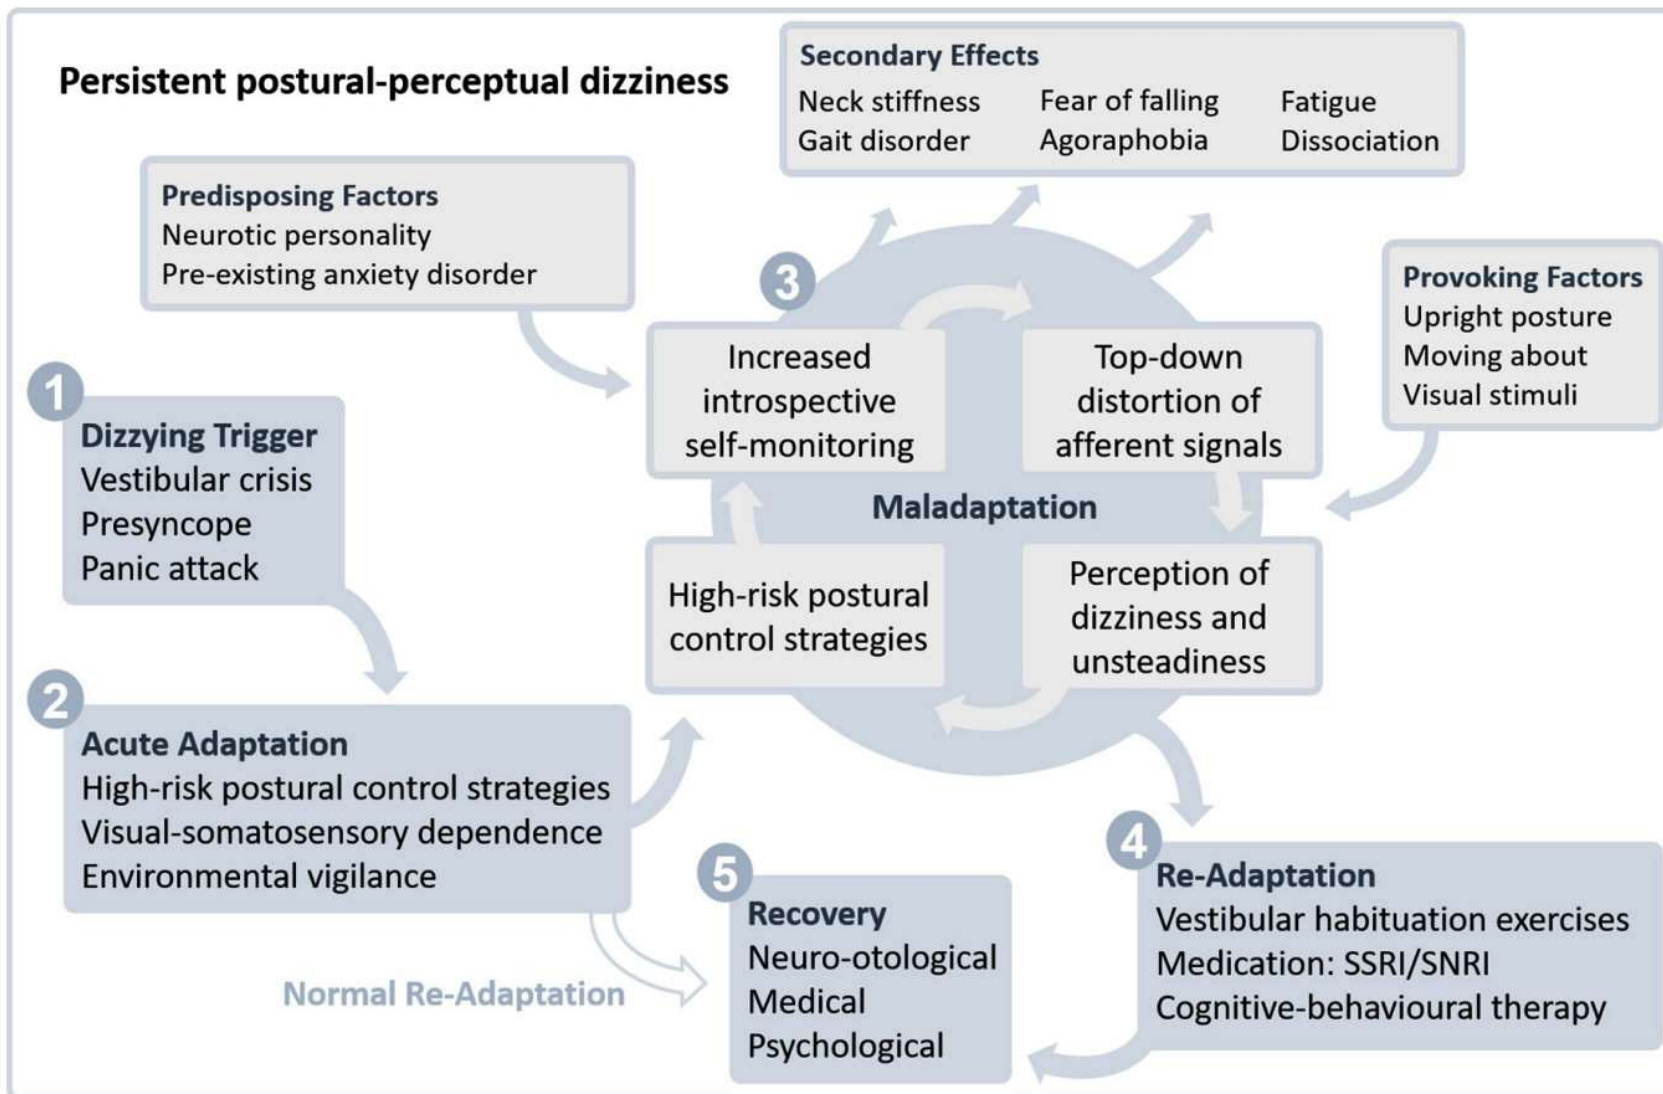 Persistent postural-perceptual dizziness
Secondary Effects
Neck stiffness
Fear of falling
Fatigue
Gait disorder
Agoraphobia
Dissociation
Predisposing Factors
Neurotic personality
Pre-existing anxiety disorder
Provoking Factors
Upright posture
Moving about
Visual stimuli
1
Dizzying Trigger
Vestibular crisis
Presyncope
Panic attack
2
Acute Adaptation
High-risk postural control strategies
Visual-somatosensory dependence
Environmental vigilance
Normal Re-Adaptation
3
Increased
introspective
self-monitoring
Top-down
distortion of
afferent signals
Maladaptation
High-risk postural
control strategies
Perception of
dizziness and
unsteadiness
4
Re-Adaptation
Vestibular habituation exercises
Medication: SSRI/SNRI
Cognitive-behavioural therapy
5
Recovery
Neuro-otological
Medical
Psychological